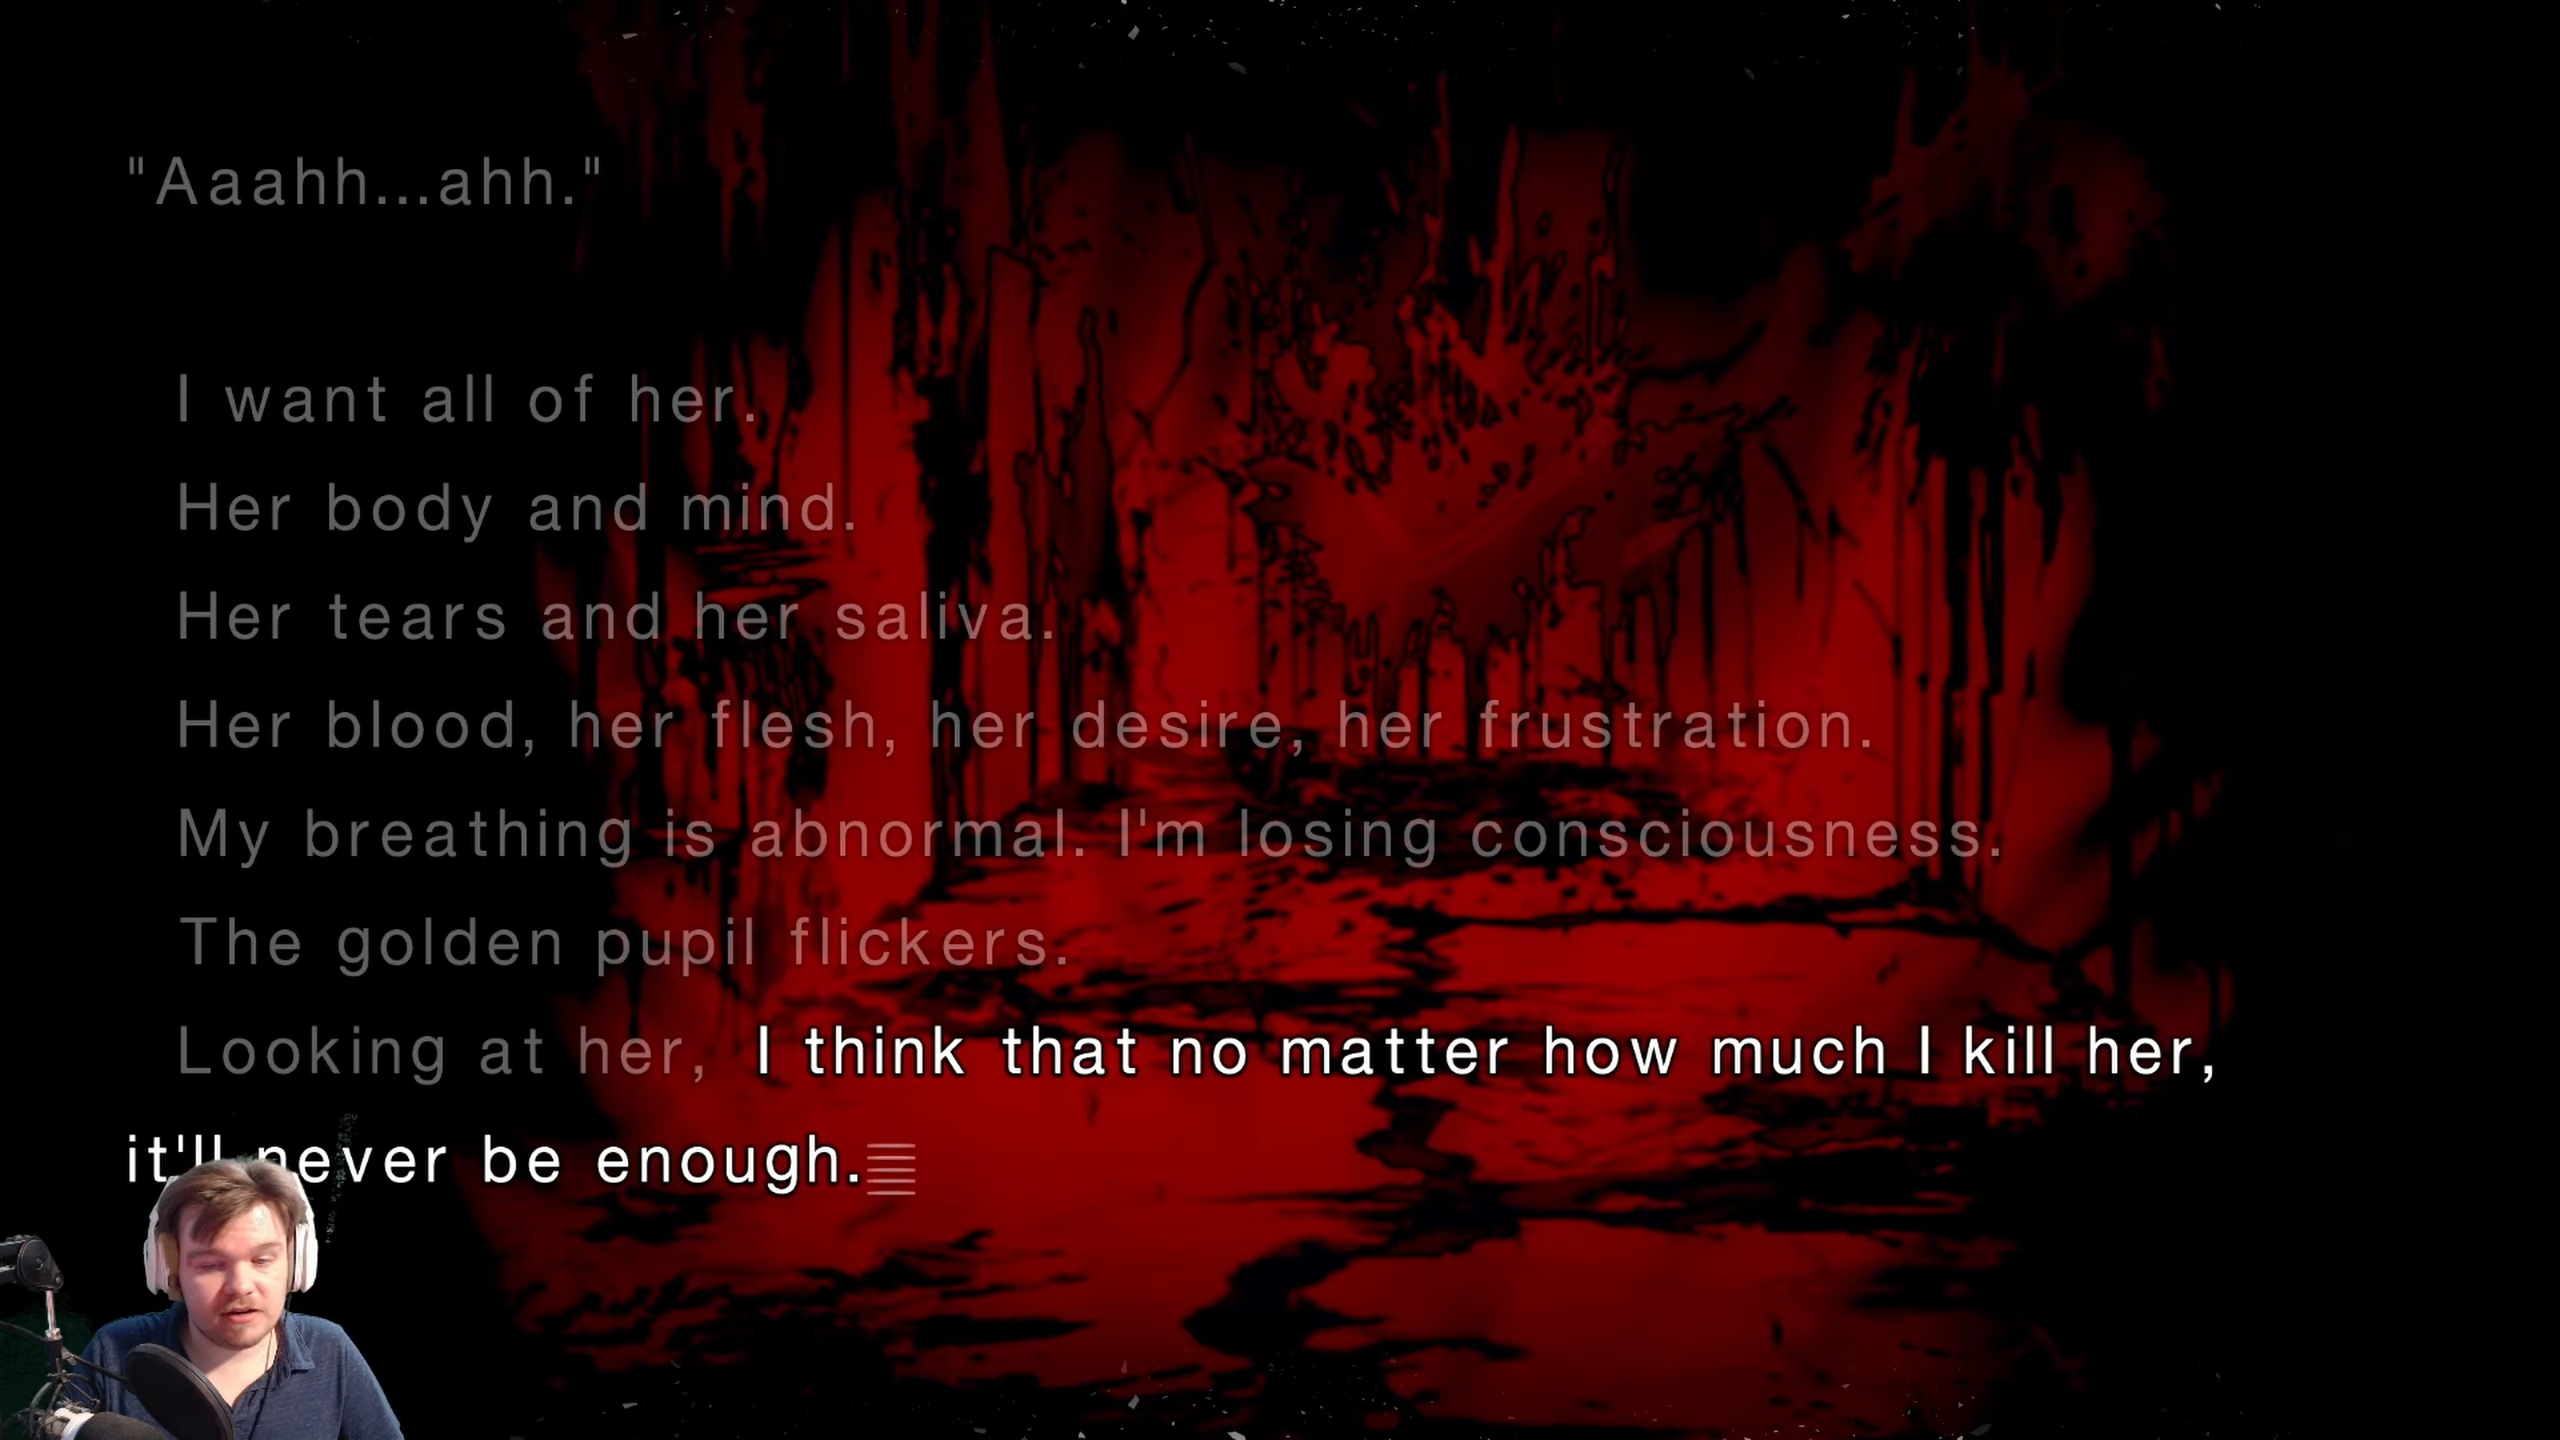 "Aaahh...ahh."
I want all of her.
Her body and mind.
Her tears and her saliva.
Her blood, her flesh, her desire, her frustration.
My breathing is abnormal. I'm losing consciousness.
The golden pupil flickers.
Looking at her, I think that no matter how much I kill her,
it'll never be enough.